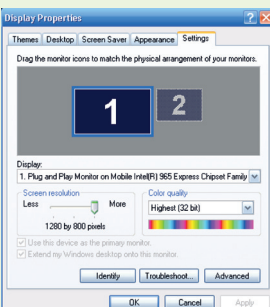 Display Properties
Themes Desktop Screen Saver Appearance Settings
Drag the monitor icons to match the physical arrangement of your monitors.
1 2
Display:
1. Plug and Play Monitor on Mobile Intel(R) 965 Express Chipset Family
Screen resolution
Less More
1280 by 800 pixels
Color quality
Highest (32 bit)
Use this device as the primary monitor.
Extend my Windows desktop onto this monitor.
Identify Troubleshoot... Advanced
OK Cancel Apply